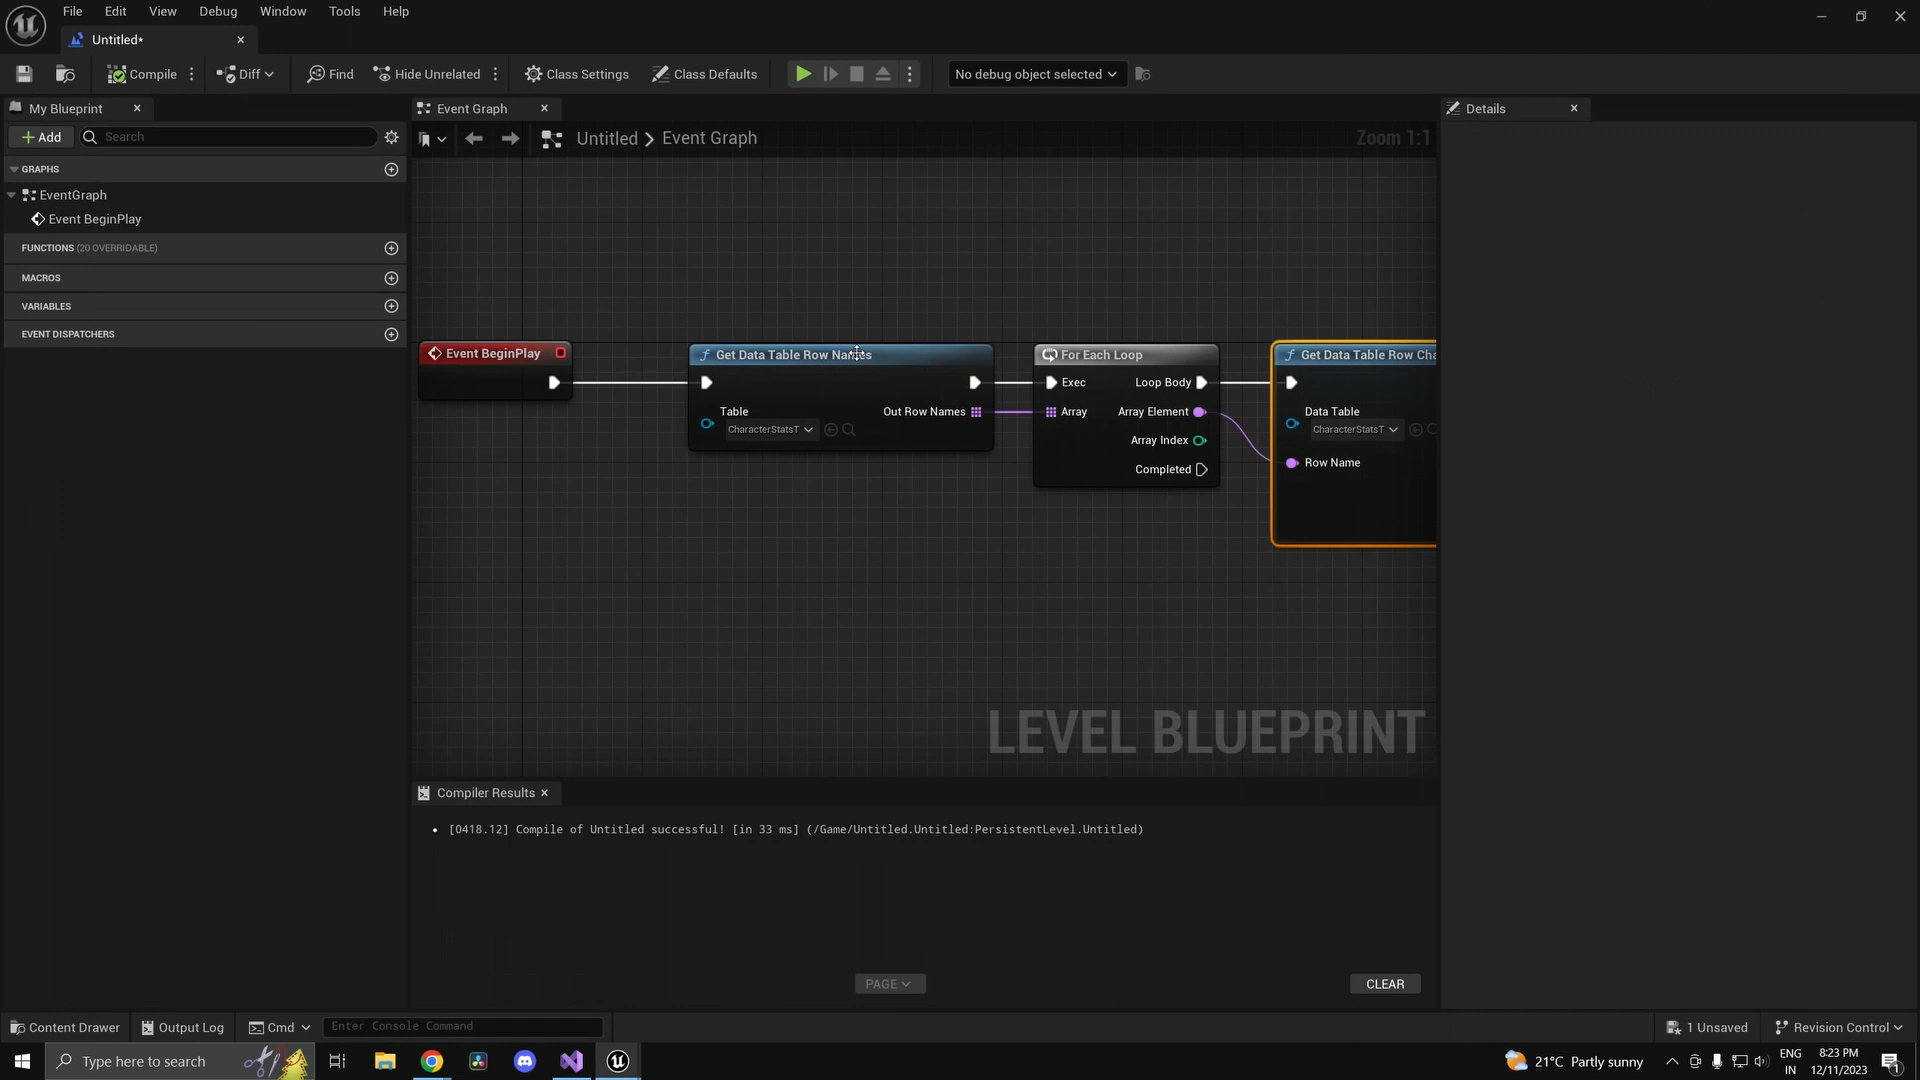 File Edit View Debug Window Tools Help
Untitled*
Compile Diff Find Hide Unrelated Class Settings Class Defaults No debug object selected
My Blueprint Event Graph Details
Add Search Untitled > Event Graph Zoom 1:1
GRAPHS
EventGraph
Event BeginPlay
FUNCTIONS (20 OVERRIDABLE)
MACROS
VARIABLES
EVENT DISPATCHERS
Event BeginPlay
Get Data Table Row Names
Table
CharacterStatsT
Out Row Names
For Each Loop
Exec Loop Body
Array Array Element
Array Index
Completed
Get Data Table Row Cha
Data Table
CharacterStatsT
Row Name
LEVEL BLUEPRINT
Compiler Results
• [0418.12] Compile of Untitled successful! [in 33 ms] (/Game/Untitled.Untitled:PersistentLevel.Untitled)
PAGE CLEAR
Content Drawer Output Log Cmd Enter Console Command 1 Unsaved Revision Control
Type here to search 21°C Partly sunny ENG IN 8:23 PM 12/11/2023 1